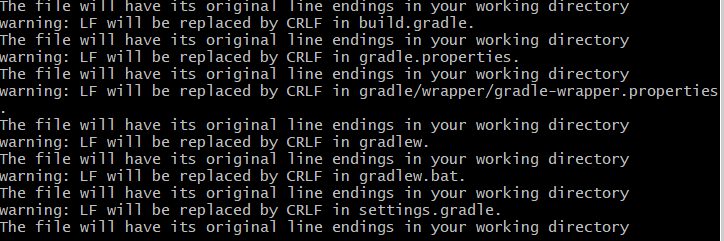 The file will have its original line endings in your working directory
warning: LF will be replaced by CRLF in build.gradle.
The file will have its original line endings in your working directory
warning: LF will be replaced by CRLF in gradle.properties.
The file will have its original line endings in your working directory
warning: LF will be replaced by CRLF in gradle/wrapper/gradle-wrapper.properties
.
The file will have its original line endings in your working directory
warning: LF will be replaced by CRLF in gradlew.
The file will have its original line endings in your working directory
warning: LF will be replaced by CRLF in gradlew.bat.
The file will have its original line endings in your working directory
warning: LF will be replaced by CRLF in settings.gradle.
The file will have its original line endings in your working directory